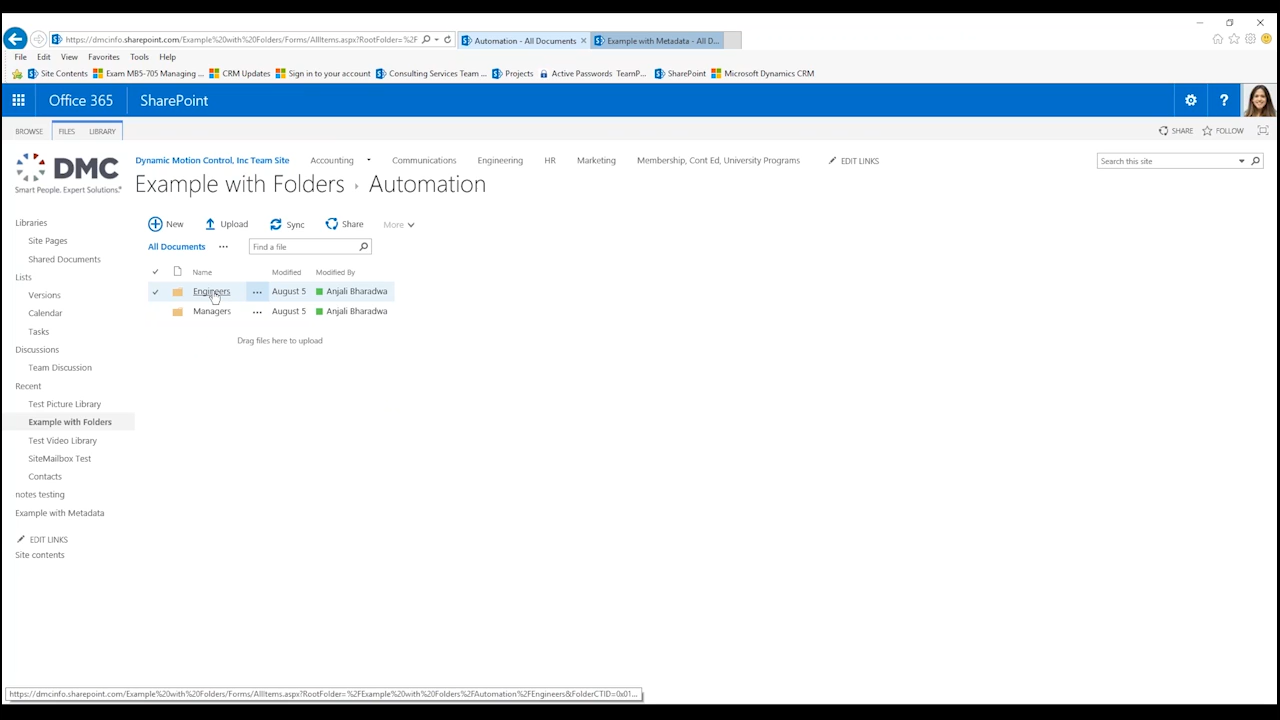 https://dmcinfo.sharepoint.com/Example%20with%20Folders/Forms/AllItems.aspx?RootFolder=%2F
Automation - All Documents
Example with Metadata - All D...
File Edit View Favorites Tools Help
Site Contents Exam MB5-705 Managing ... CRM Updates Sign in to your account Consulting Services Team ... Projects Active Passwords TeamP... SharePoint Microsoft Dynamics CRM
Office 365 SharePoint ?
BROWSE FILES LIBRARY SHARE FOLLOW
DMC
Smart People. Expert Solutions.®
Dynamic Motion Control, Inc Team Site Accounting Communications Engineering HR Marketing Membership, Cont Ed, University Programs EDIT LINKS
Search this site
Example with Folders Automation
New Upload Sync Share More
All Documents ... Find a file
Name Modified Modified By
Engineers ... August 5 Anjali Bharadwa
Managers ... August 5 Anjali Bharadwa
Drag files here to upload
Libraries
Site Pages
Shared Documents
Lists
Versions
Calendar
Tasks
Discussions
Team Discussion
Recent
Test Picture Library
Example with Folders
Test Video Library
SiteMailbox Test
Contacts
notes testing
Example with Metadata
EDIT LINKS
Site contents
https://dmcinfo.sharepoint.com/Example%20with%20Folders/Forms/AllItems.aspx?RootFolder=%2FExample%20with%20Folders%2FAutomation%2FEngineers&FolderCTID=0x01...